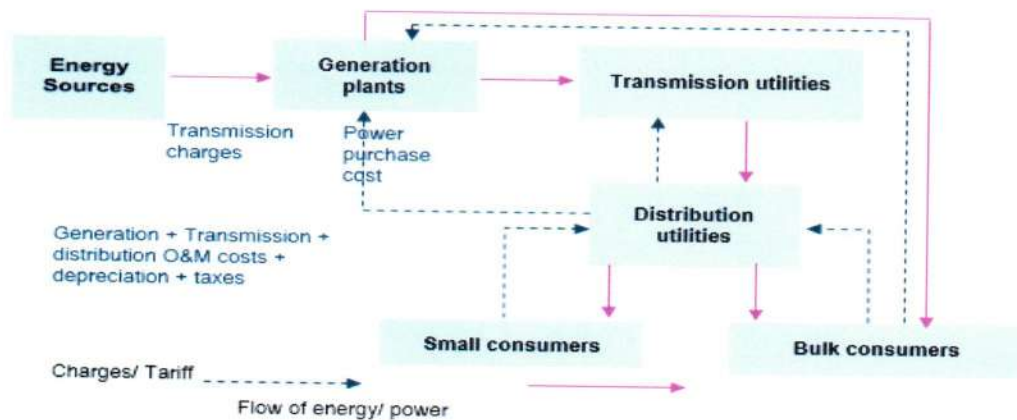 Energy
Sources
Generation
plants
Transmission utilities
Transmission
charges
Power
purchase
cost
Distribution
utilities
Generation + Transmission +
distribution O&M costs +
depreciation + taxes
Small consumers
Bulk consumers
Charges/ Tariff
Flow of energy/ power